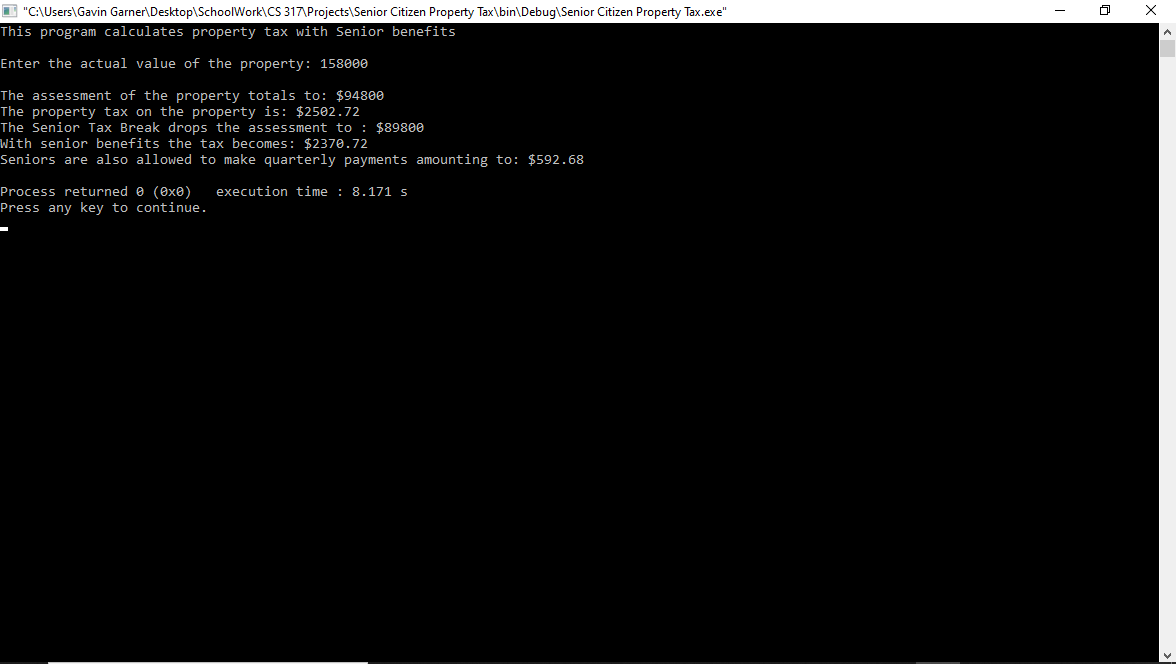 "C:\Users\Gavin Garner\Desktop\SchoolWork\CS 317\Projects\Senior Citizen Property Tax\bin\Debug\Senior Citizen Property Tax.exe"
This program calculates property tax with Senior benefits
Enter the actual value of the property: 158000
The assessment of the property totals to: $94800
The property tax on the property is: $2502.72
The Senior Tax Break drops the assessment to : $89800
With senior benefits the tax becomes: $2370.72
Seniors are also allowed to make quarterly payments amounting to: $592.68
Process returned 0 (0x0)   execution time : 8.171 s
Press any key to continue.